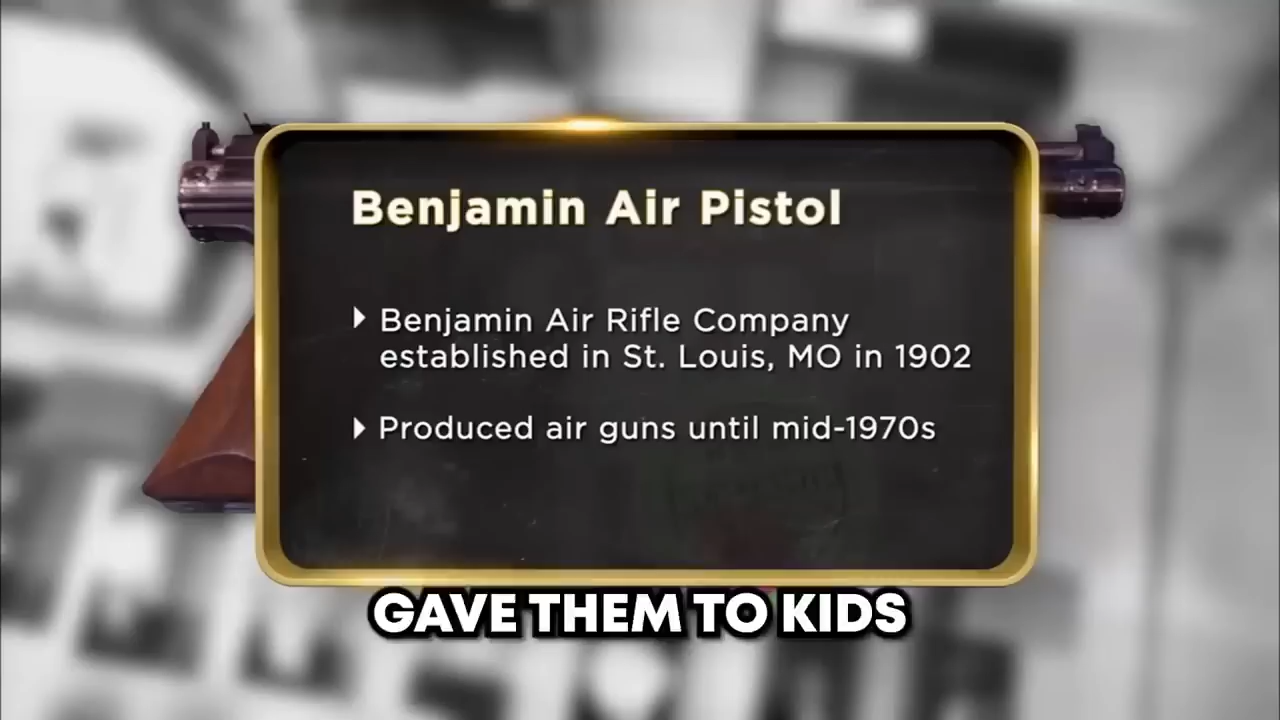 Benjamin Air Pistol
Benjamin Air Rifle Company
established in St. Louis, MO in 1902
Produced air guns until mid-1970s
GAVE THEM TO KIDS